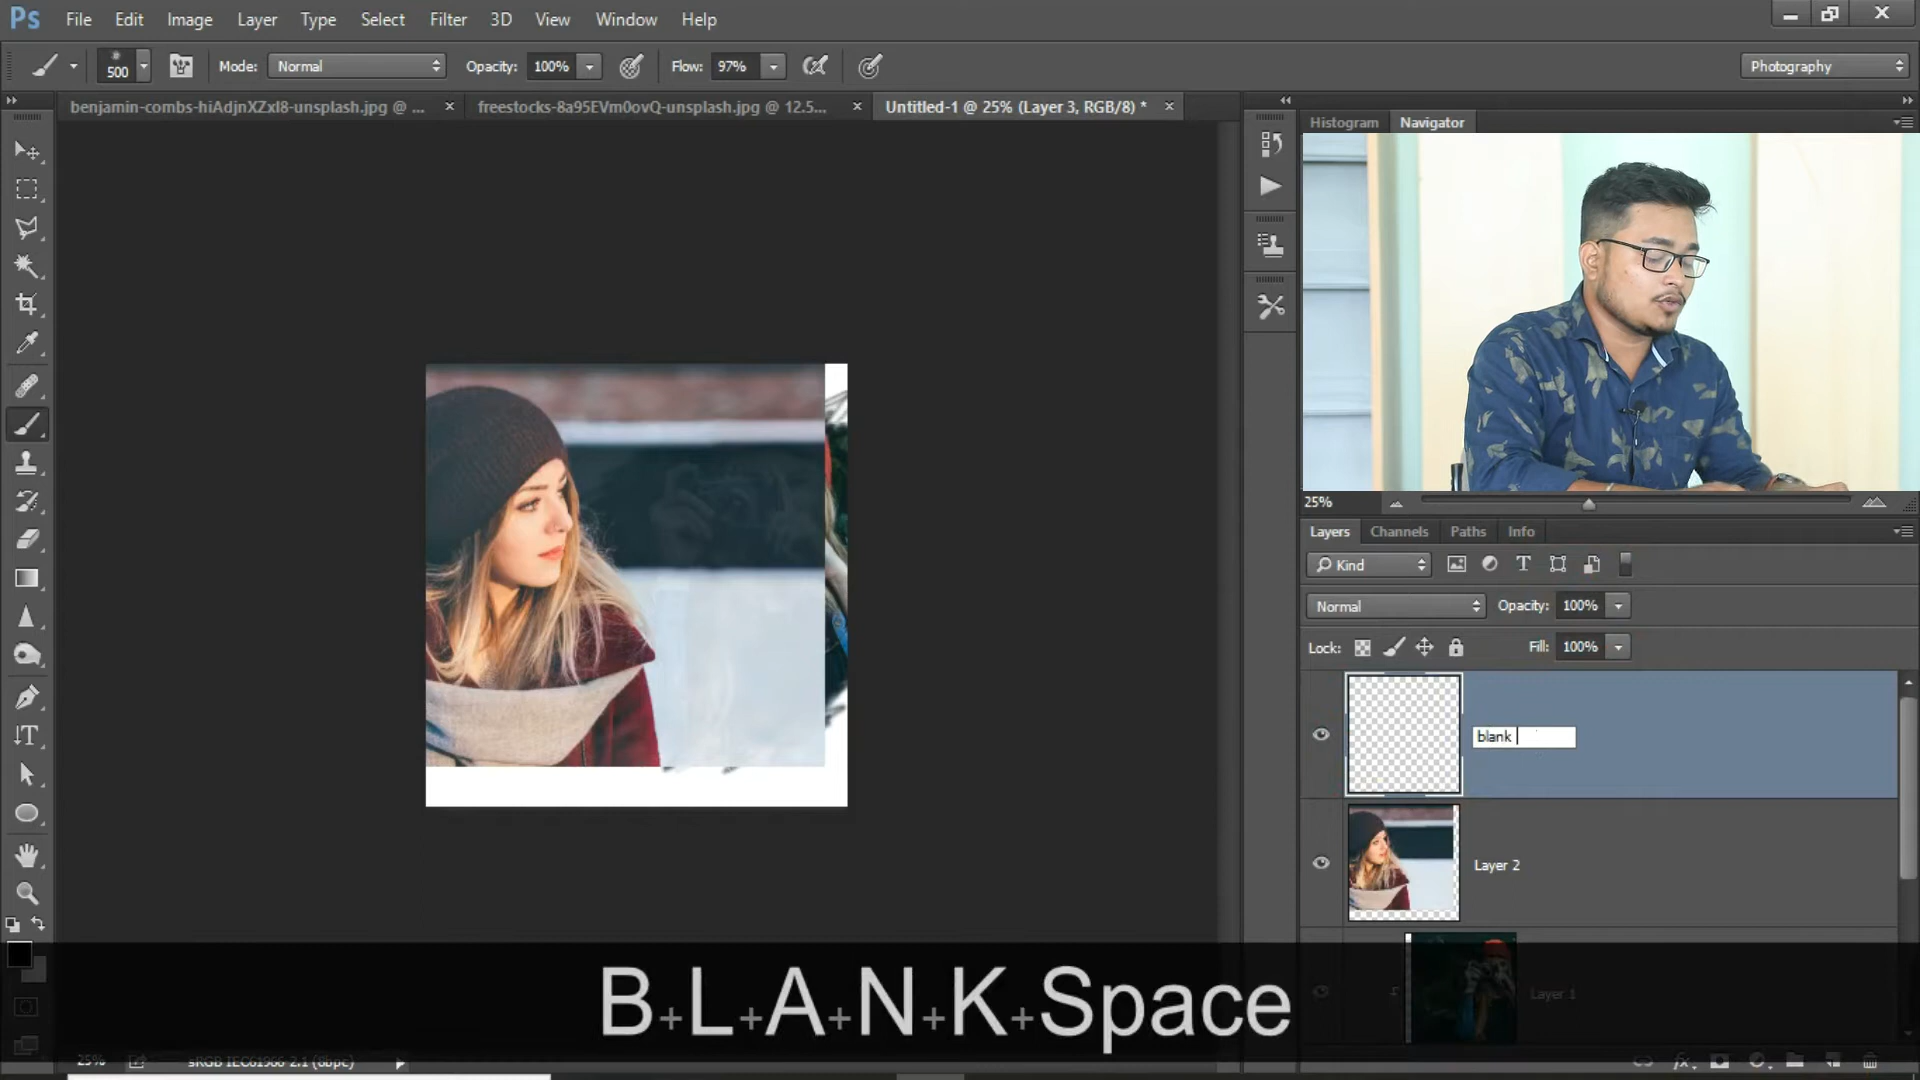 Ps File Edit Image Layer Type Select Filter 3D View Window Help
500 Mode: Normal Opacity: 100% Flow: 97% Photography
benjamin-combs-hiAdjnXZxI8-unsplash.jpg @ ... × freestocks-8a95EVm0ovQ-unsplash.jpg @ 12.5... × Untitled-1 @ 25% (Layer 3, RGB/8) * ×
Histogram Navigator
25%
Layers Channels Paths Info
Kind
Normal Opacity: 100%
Lock: Fill: 100%
blank
Layer 2
Layer 1
B+L+A+N+K+Space
25% sRGB IEC61966-2.1 (8bpc)